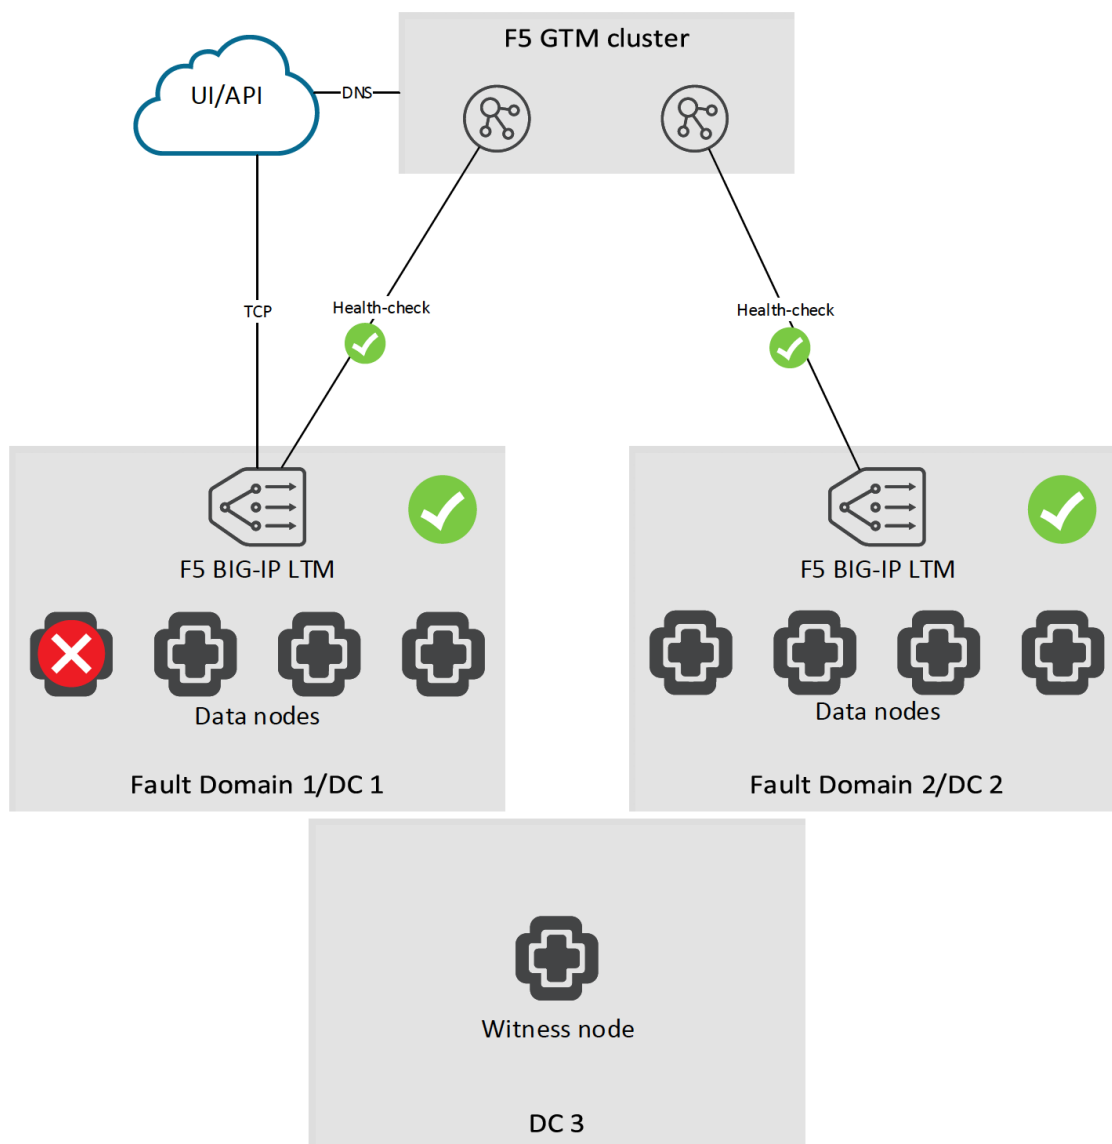 F5 GTM cluster
UI/API
DNS
TCP
Health-check
Health-check
F5 BIG-IP LTM
Data nodes
Fault Domain 1/DC 1
F5 BIG-IP LTM
Data nodes
Fault Domain 2/DC 2
Witness node
DC 3